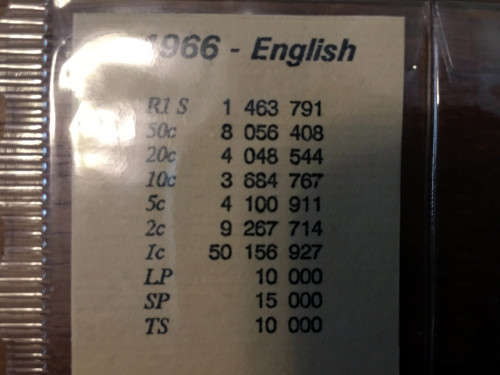 1966 - English
R1 S 1 463 791
50c 8 056 408
20c 4 048 544
10c 3 684 767
5c 4 100 911
2c 9 267 714
1c 50 156 927
LP 10 000
SP 15 000
TS 10 000